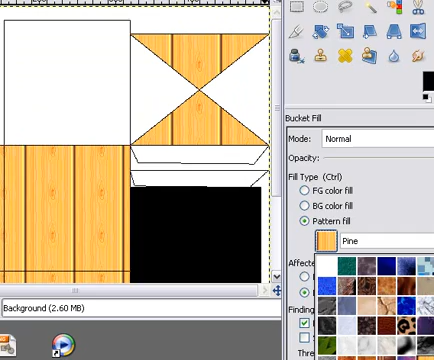 Bucket Fill
Mode: Normal
Opacity:
Fill Type (Ctrl)
FG color fill
BG color fill
Pattern fill
Pine
Affecte
Finding
Thre
Background (2.60 MB)